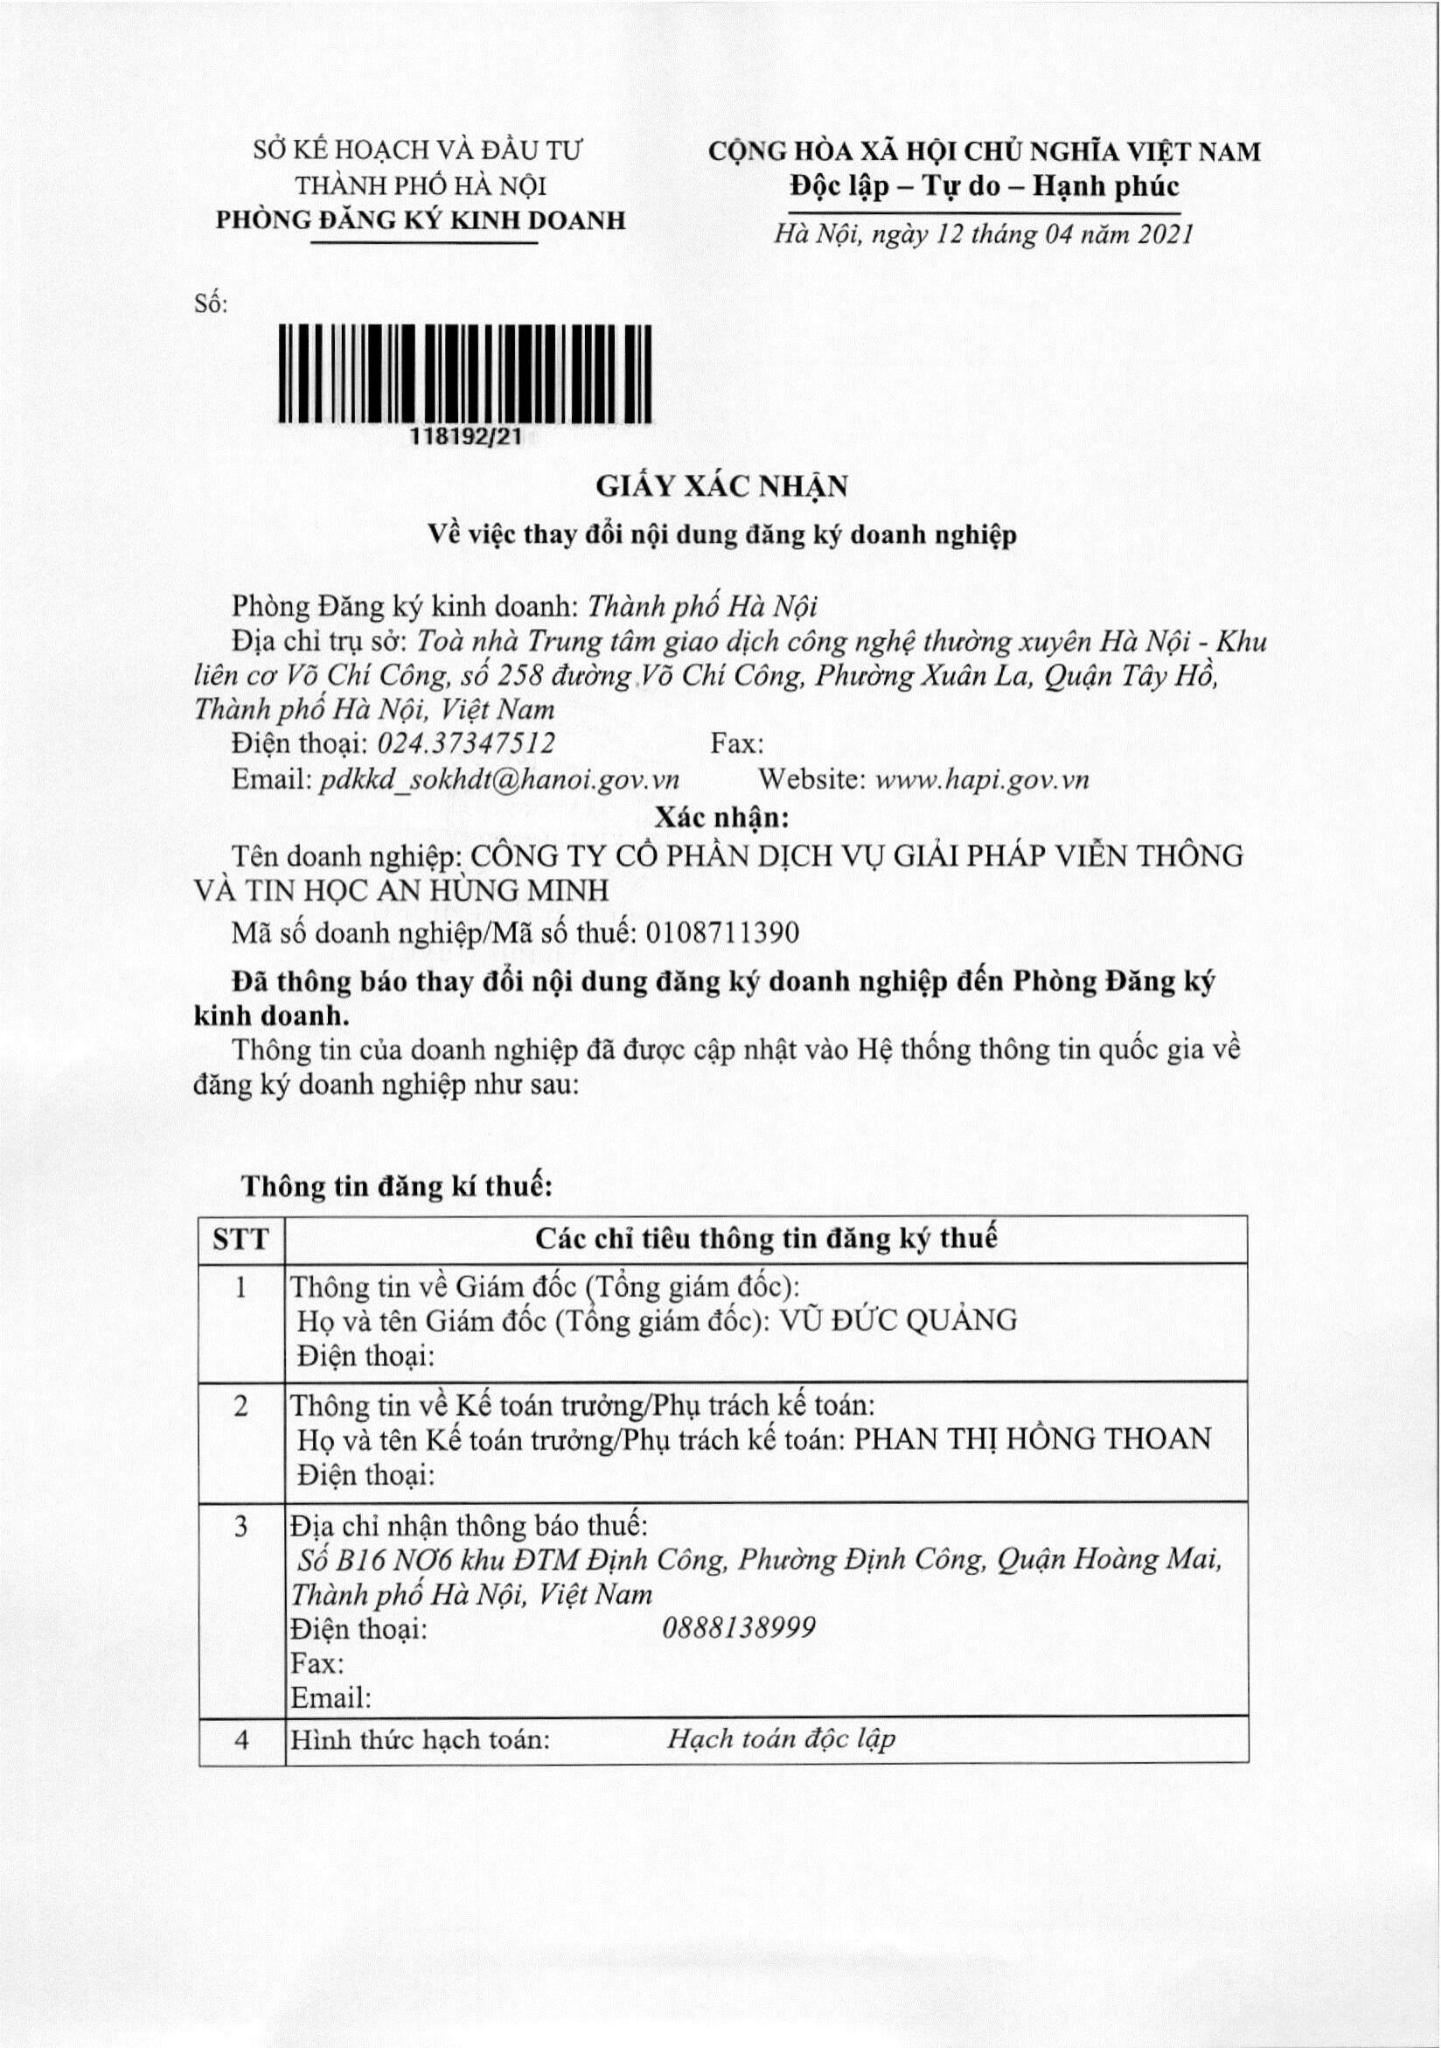 SỞ KẾ HOẠCH VÀ ĐẦU TƯ
THÀNH PHỐ HÀ NỘI
PHÒNG ĐĂNG KÝ KINH DOANH
CỘNG HÒA XÃ HỘI CHỦ NGHĨA VIỆT NAM
Độc lập – Tự do – Hạnh phúc
Hà Nội, ngày 12 tháng 04 năm 2021
Số:
118192/21
GIẤY XÁC NHẬN
Về việc thay đổi nội dung đăng ký doanh nghiệp
Phòng Đăng ký kinh doanh: Thành phố Hà Nội
Địa chỉ trụ sở: Toà nhà Trung tâm giao dịch công nghệ thường xuyên Hà Nội - Khu
liên cơ Võ Chí Công, số 258 đường Võ Chí Công, Phường Xuân La, Quận Tây Hồ,
Thành phố Hà Nội, Việt Nam
Điện thoại: 024.37347512 Fax:
Email: pdkkd_sokhdt@hanoi.gov.vn Website: www.hapi.gov.vn
Xác nhận:
Tên doanh nghiệp: CÔNG TY CỔ PHẦN DỊCH VỤ GIẢI PHÁP VIỄN THÔNG
VÀ TIN HỌC AN HÙNG MINH
Mã số doanh nghiệp/Mã số thuế: 0108711390
Đã thông báo thay đổi nội dung đăng ký doanh nghiệp đến Phòng Đăng ký
kinh doanh.
Thông tin của doanh nghiệp đã được cập nhật vào Hệ thống thông tin quốc gia về
đăng ký doanh nghiệp như sau:
Thông tin đăng kí thuế:
STT Các chỉ tiêu thông tin đăng ký thuế
1 Thông tin về Giám đốc (Tổng giám đốc):
Họ và tên Giám đốc (Tổng giám đốc): VŨ ĐỨC QUẢNG
Điện thoại:
2 Thông tin về Kế toán trưởng/Phụ trách kế toán:
Họ và tên Kế toán trưởng/Phụ trách kế toán: PHAN THỊ HỒNG THOAN
Điện thoại:
3 Địa chỉ nhận thông báo thuế:
Số B16 NƠ6 khu ĐTM Định Công, Phường Định Công, Quận Hoàng Mai,
Thành phố Hà Nội, Việt Nam
Điện thoại: 0888138999
Fax:
Email:
4 Hình thức hạch toán: Hạch toán độc lập